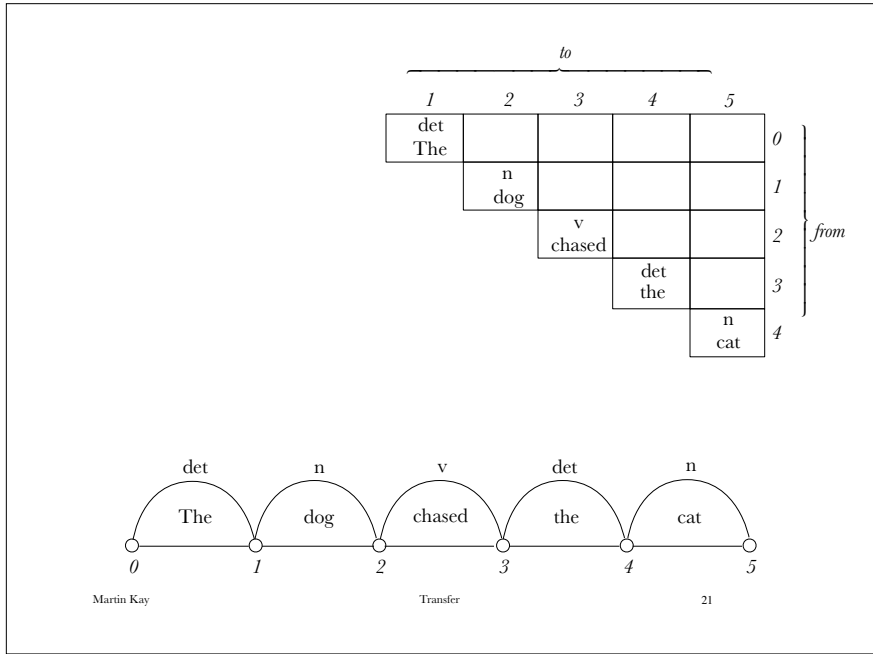 to
1 2 3 4 5
det
The
0
n
dog
1
v
chased
2
from
det
the
3
n
cat
4
det n v det n
The dog chased the cat
0 1 2 3 4 5
Martin Kay Transfer 21